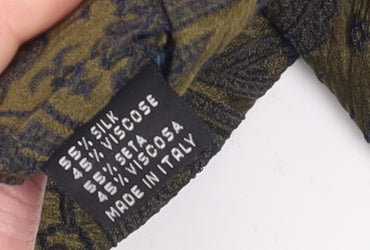 55% SILK
45% VISCOSE
55% SETA
45% VISCOSA
MADE IN ITALY